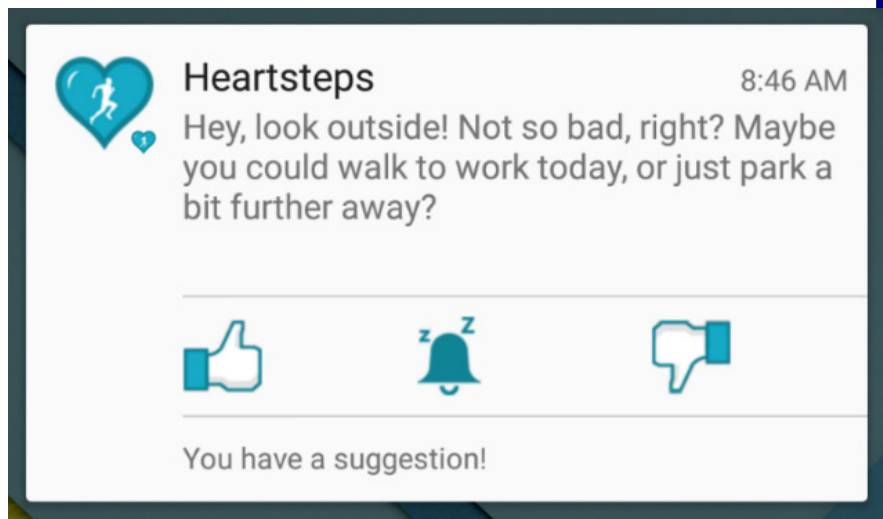 Heartsteps
8:46 AM
Hey, look outside! Not so bad, right? Maybe
you could walk to work today, or just park a
bit further away?
z z
You have a suggestion!